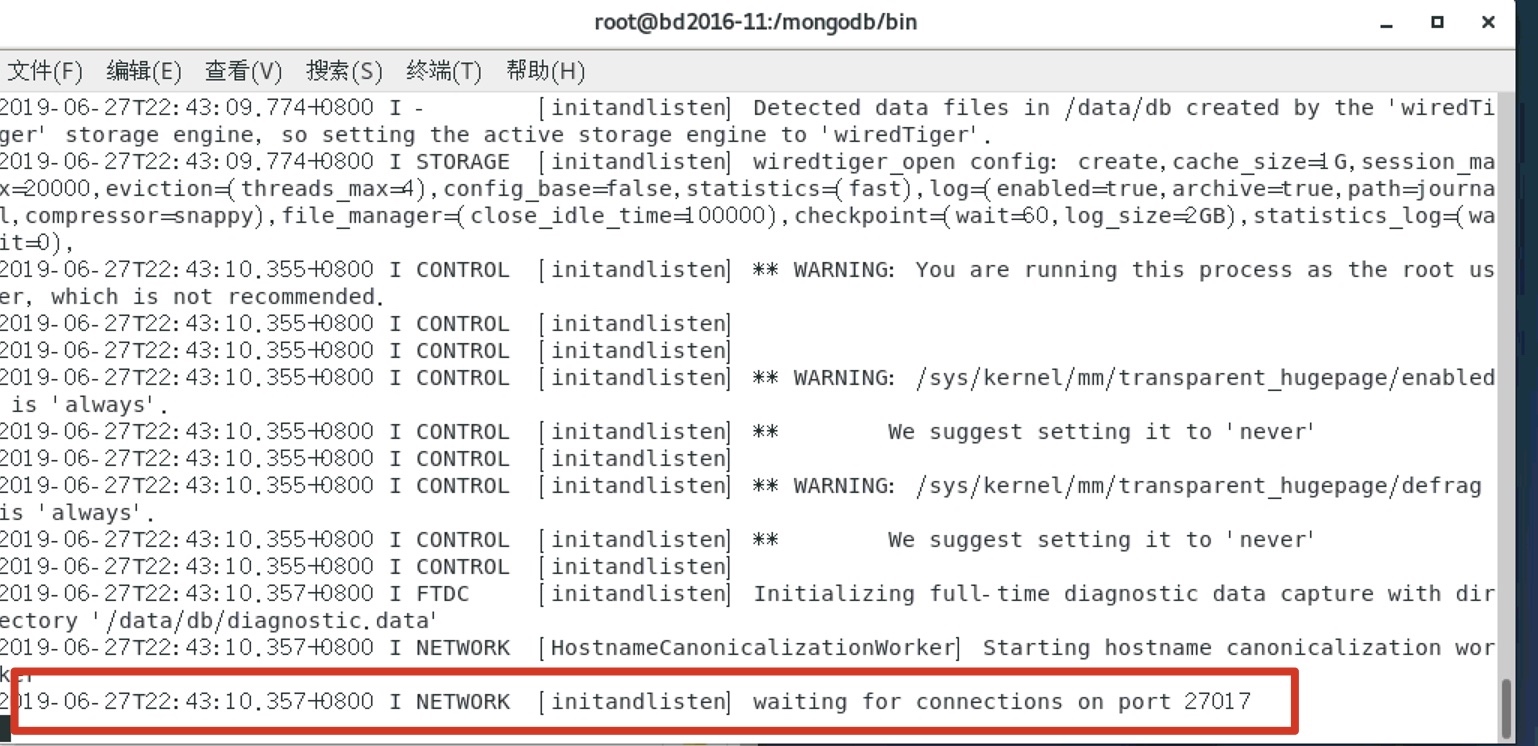 root@bd2016-11:/mongodb/bin
文件(F) 编辑(E) 查看(V) 搜索(S) 终端(T) 帮助(H)
2019-06-27T22:43:09.774+0800 I - [initandlisten] Detected data files in /data/db created by the 'wiredTi
ger' storage engine, so setting the active storage engine to 'wiredTiger'.
2019-06-27T22:43:09.774+0800 I STORAGE [initandlisten] wiredtiger_open config: create,cache_size=1G,session_ma
x=20000,eviction=(threads_max=4),config_base=false,statistics=(fast),log=(enabled=true,archive=true,path=journa
l,compressor=snappy),file_manager=(close_idle_time=100000),checkpoint=(wait=60,log_size=2GB),statistics_log=(wa
it=0),
2019-06-27T22:43:10.355+0800 I CONTROL [initandlisten] ** WARNING: You are running this process as the root us
er, which is not recommended.
2019-06-27T22:43:10.355+0800 I CONTROL [initandlisten]
2019-06-27T22:43:10.355+0800 I CONTROL [initandlisten]
2019-06-27T22:43:10.355+0800 I CONTROL [initandlisten] ** WARNING: /sys/kernel/mm/transparent_hugepage/enabled
is 'always'.
2019-06-27T22:43:10.355+0800 I CONTROL [initandlisten] ** We suggest setting it to 'never'
2019-06-27T22:43:10.355+0800 I CONTROL [initandlisten]
2019-06-27T22:43:10.355+0800 I CONTROL [initandlisten] ** WARNING: /sys/kernel/mm/transparent_hugepage/defrag
is 'always'.
2019-06-27T22:43:10.355+0800 I CONTROL [initandlisten] ** We suggest setting it to 'never'
2019-06-27T22:43:10.355+0800 I CONTROL [initandlisten]
2019-06-27T22:43:10.357+0800 I FTDC [initandlisten] Initializing full-time diagnostic data capture with dir
ectory '/data/db/diagnostic.data'
2019-06-27T22:43:10.357+0800 I NETWORK [HostnameCanonicalizationWorker] Starting hostname canonicalization wor
ker
2019-06-27T22:43:10.357+0800 I NETWORK [initandlisten] waiting for connections on port 27017